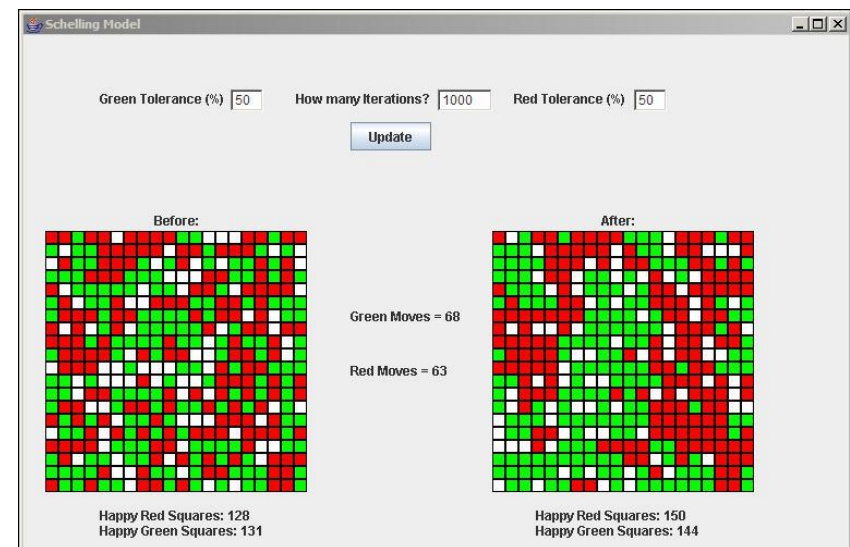 Schelling Model
Green Tolerance (%) 50 How many Iterations? 1000 Red Tolerance (%) 50
Update
Before: After:
Green Moves = 68
Red Moves = 63
Happy Red Squares: 128 Happy Red Squares: 150
Happy Green Squares: 131 Happy Green Squares: 144